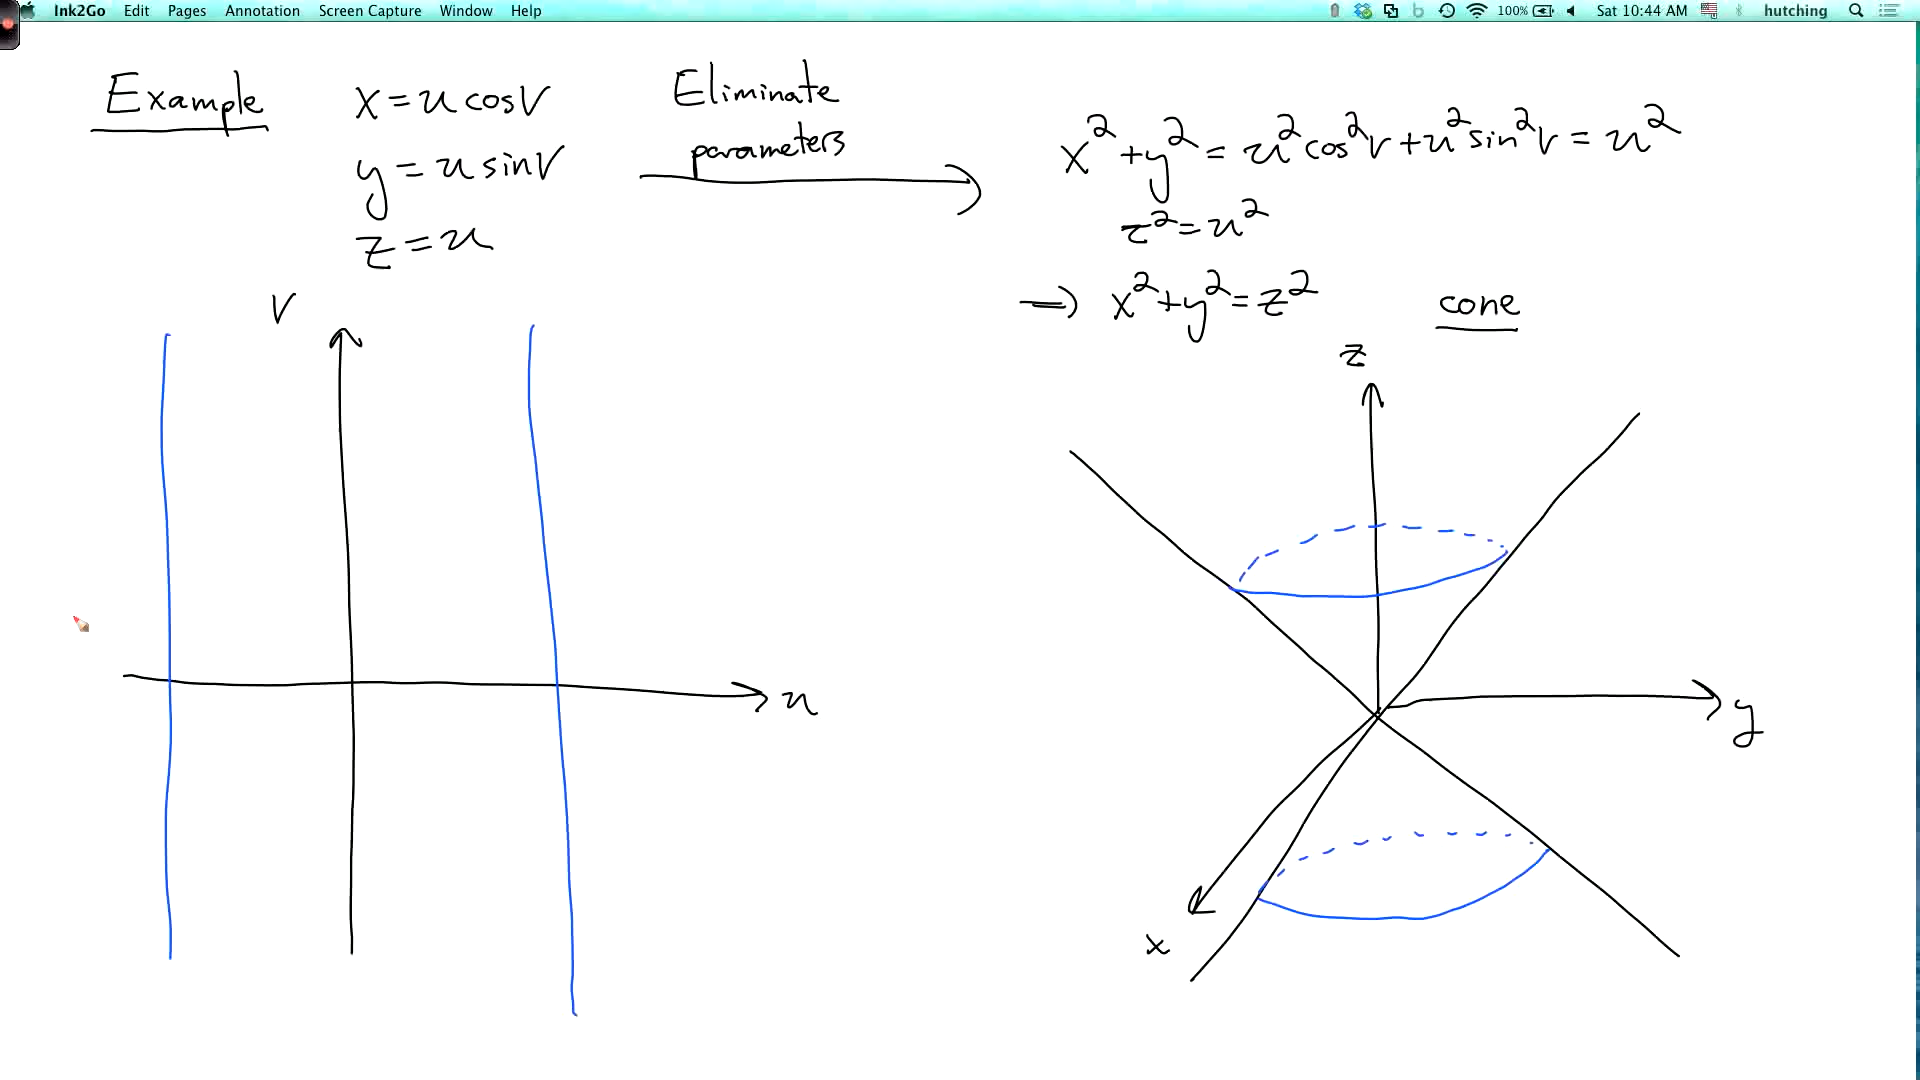 Ink2Go Edit Pages Annotation Screen Capture Window Help 100% Sat 10:44 AM hutching
Example
x = u cos v
y = u sin v
z = u
Eliminate
parameters
x² + y² = u² cos² v + u² sin² v = u²
z² = u²
⇒ x² + y² = z² cone
v
u
z
y
x